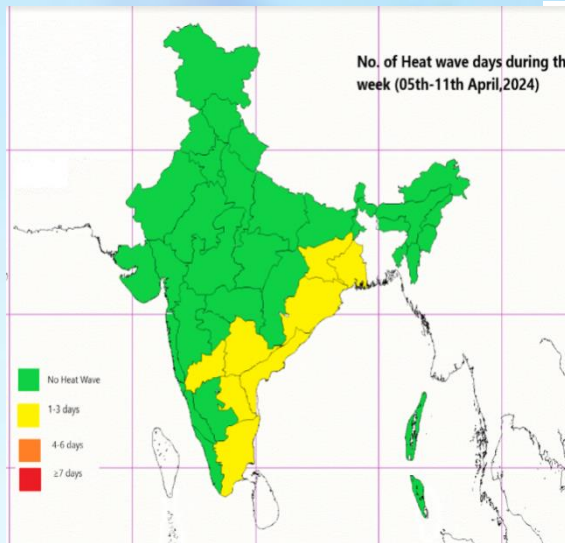 No. of Heat wave days during th
week (05th-11th April,2024)
No Heat Wave
1-3 days
4-6 days
≥7 days